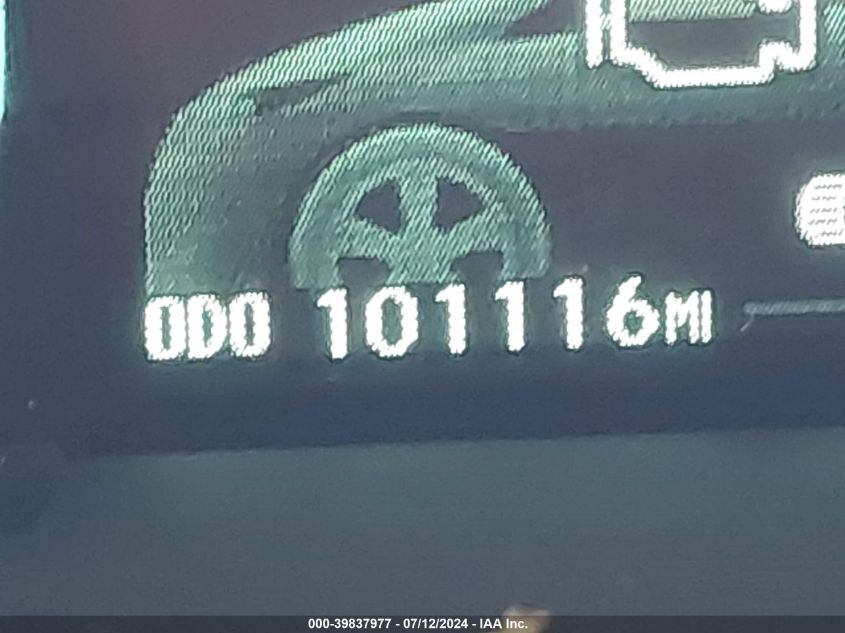 ODO 101116MI
000-39837977 - 07/12/2024 - IAA Inc.